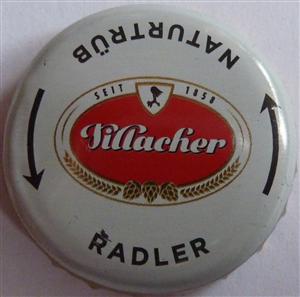 NATURTRÜB
SEIT 1858
Villacher
RADLER